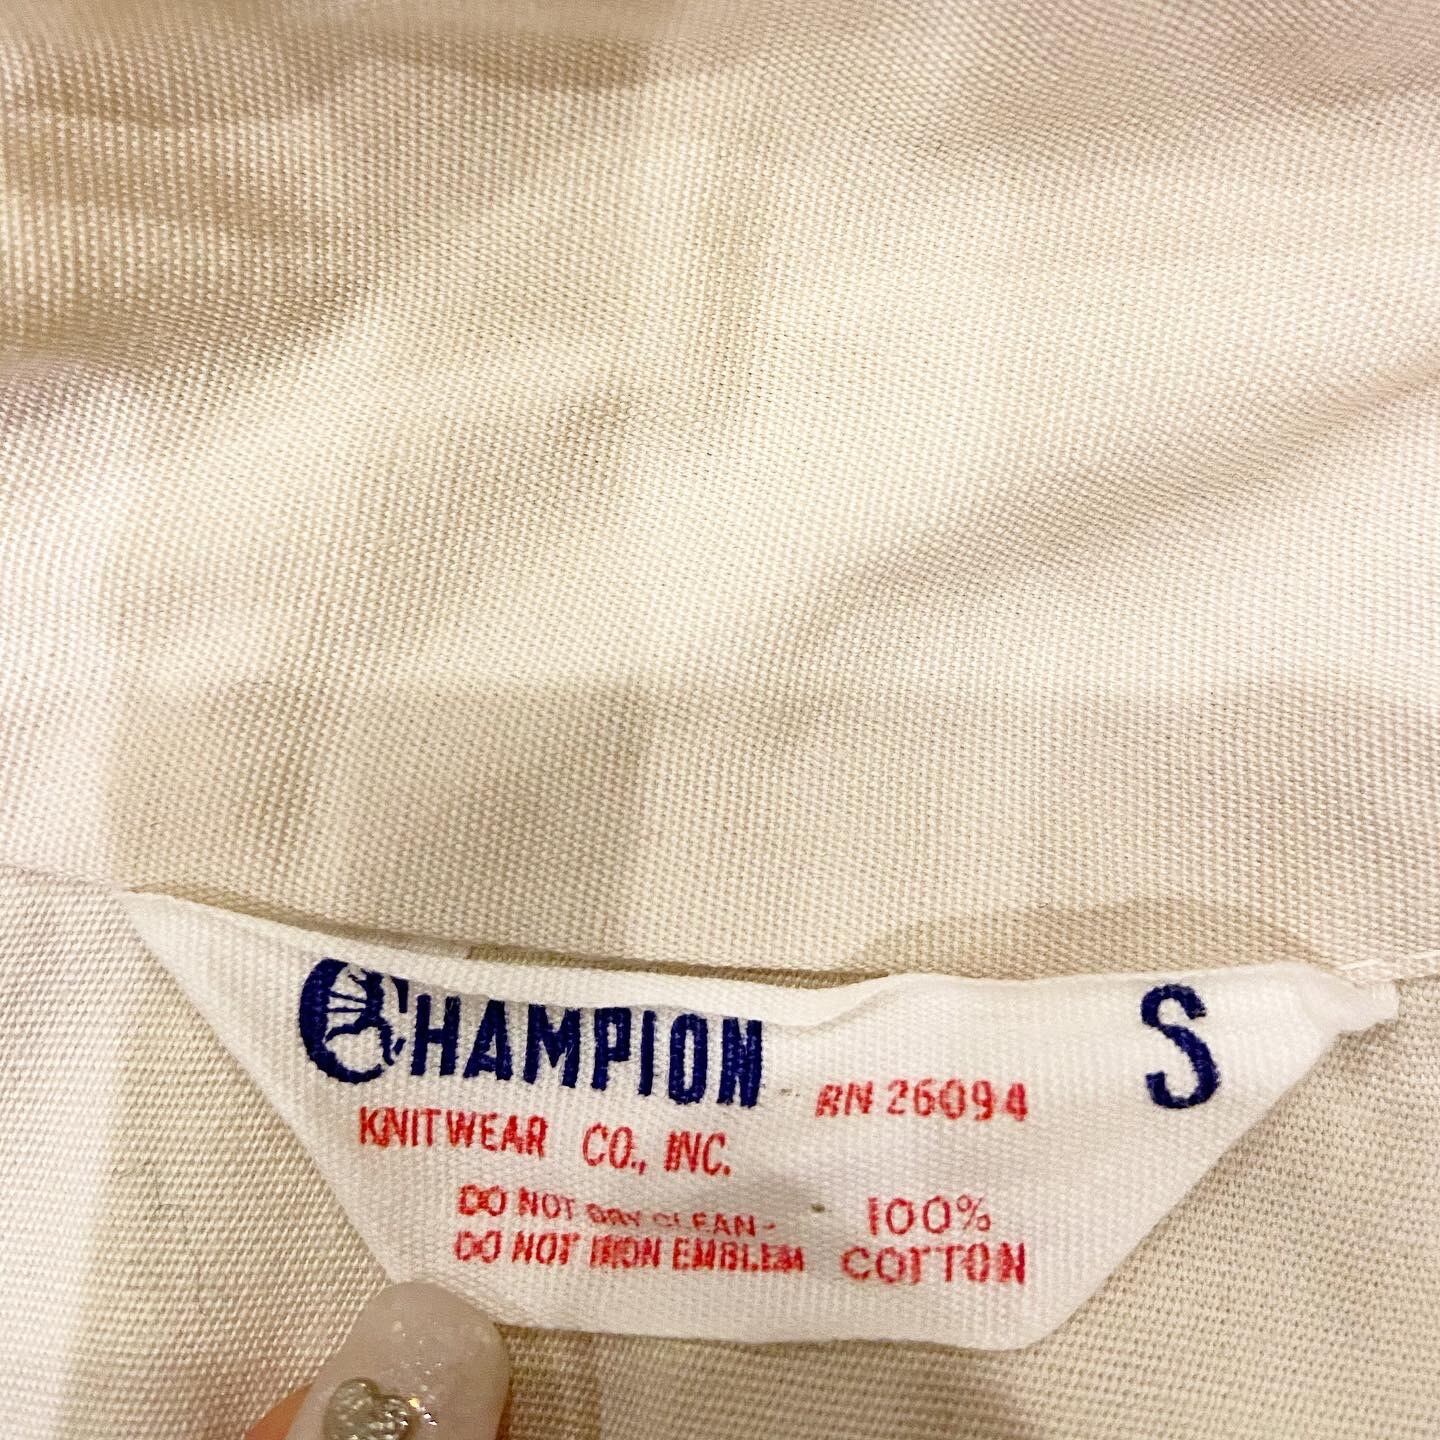 CHAMPION
RN 26094
S
KNITWEAR CO., INC.
DO NOT DRY CLEAN-
DO NOT IRON EMBLEM
100%
COTTON